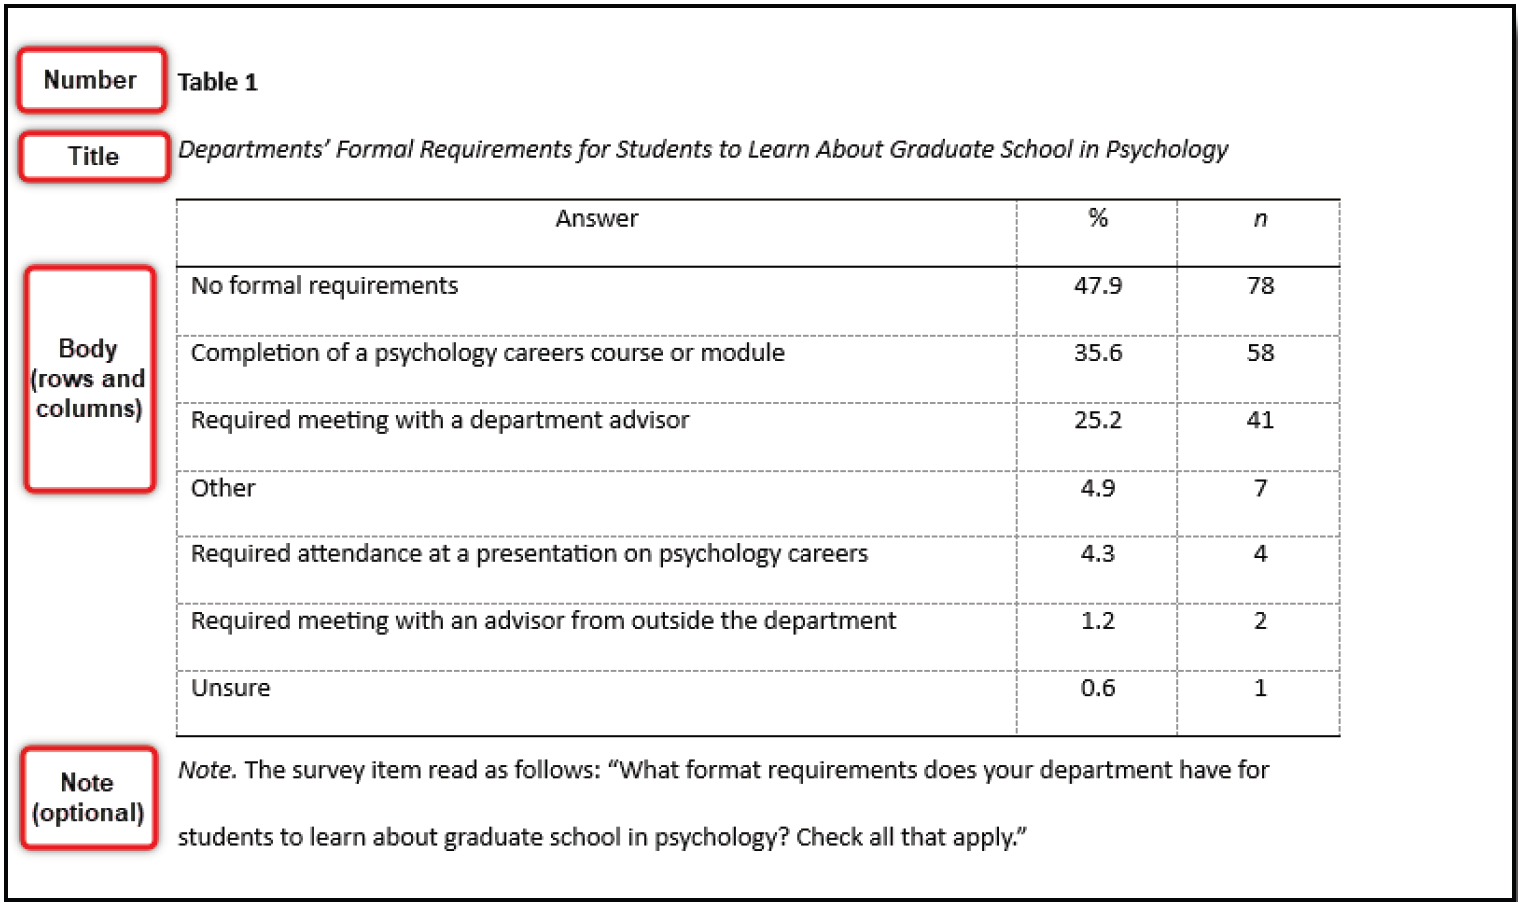 Number Table 1
Title Departments’ Formal Requirements for Students to Learn About Graduate School in Psychology
Answer % n
No formal requirements 47.9 78
Body
(rows and
columns)
Completion of a psychology careers course or module 35.6 58
Required meeting with a department advisor 25.2 41
Other 4.9 7
Required attendance at a presentation on psychology careers 4.3 4
Required meeting with an advisor from outside the department 1.2 2
Unsure 0.6 1
Note
(optional)
Note. The survey item read as follows: “What format requirements does your department have for
students to learn about graduate school in psychology? Check all that apply.”